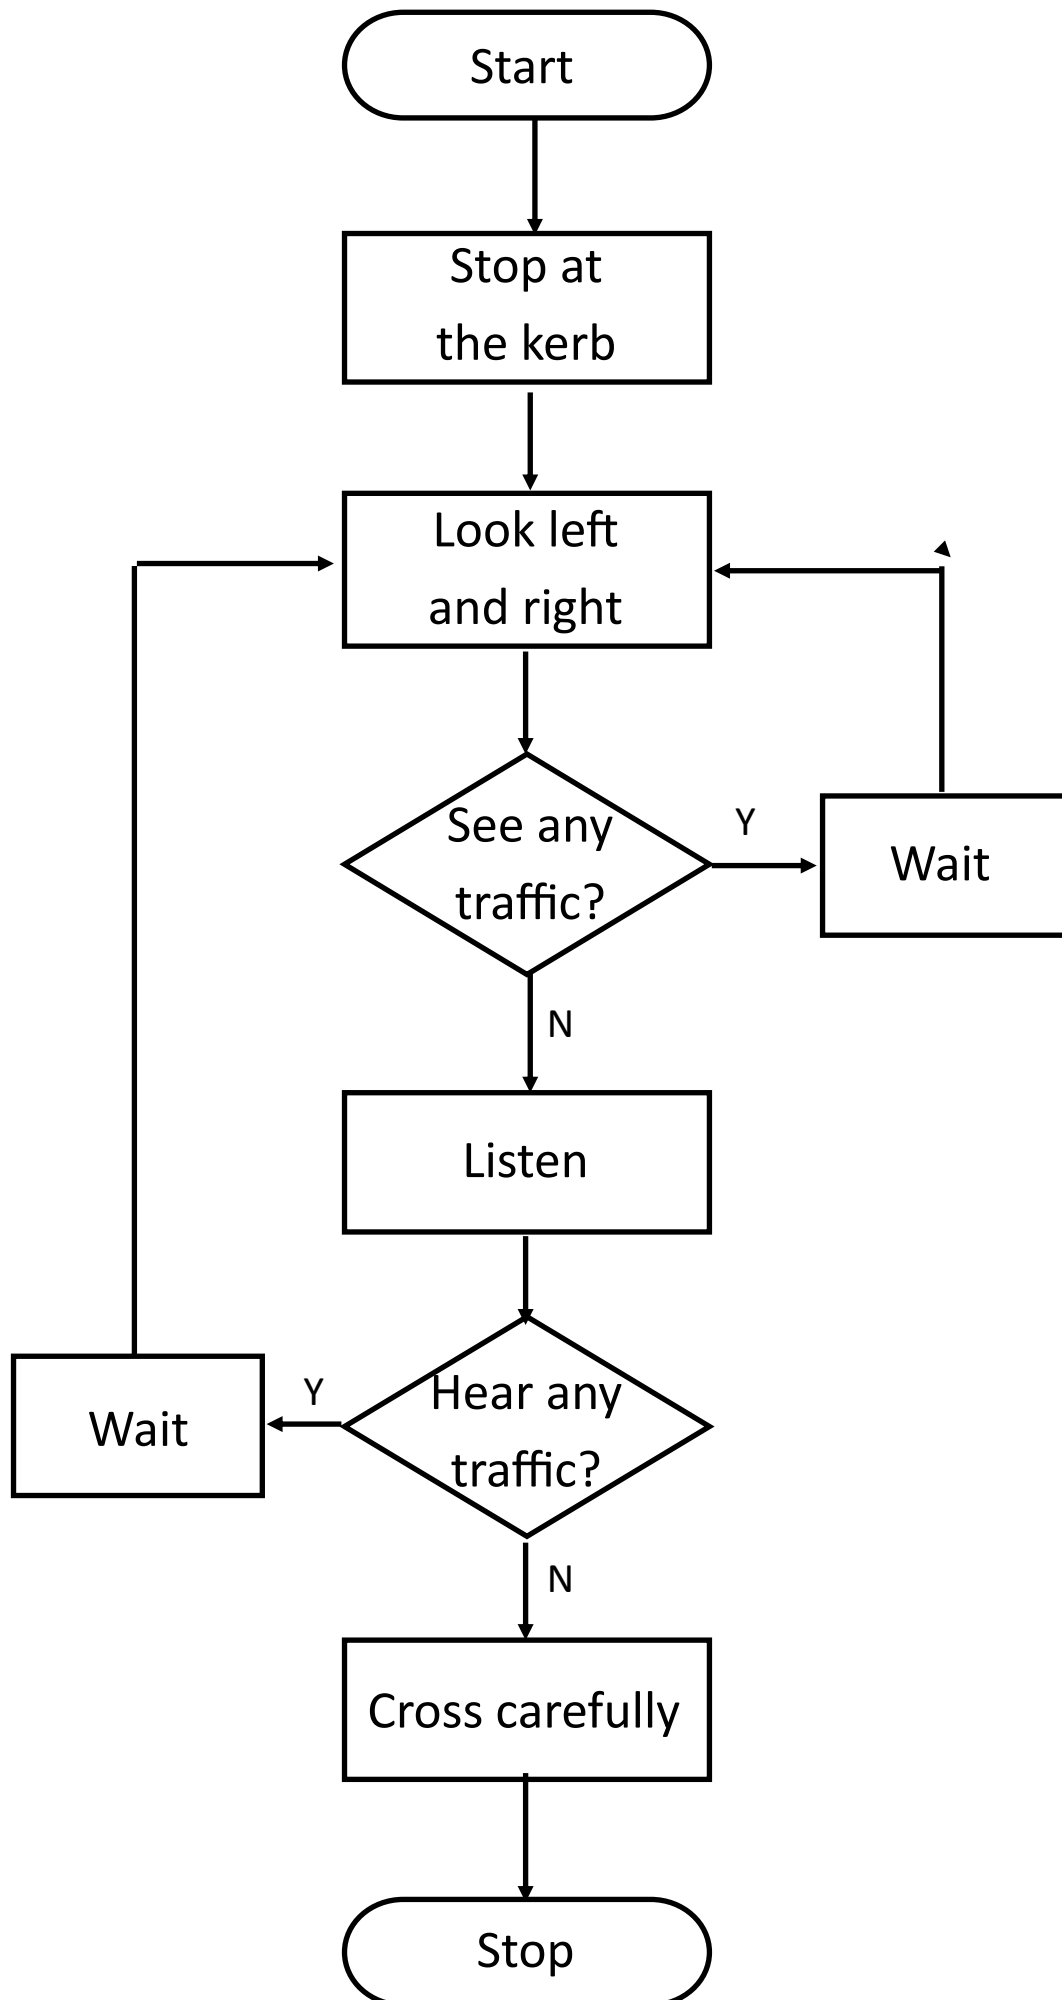 Start
Stop at
the kerb
Look left
and right
See any
traffic?
Y
Wait
N
Listen
Hear any
traffic?
Y
Wait
N
Cross carefully
Stop